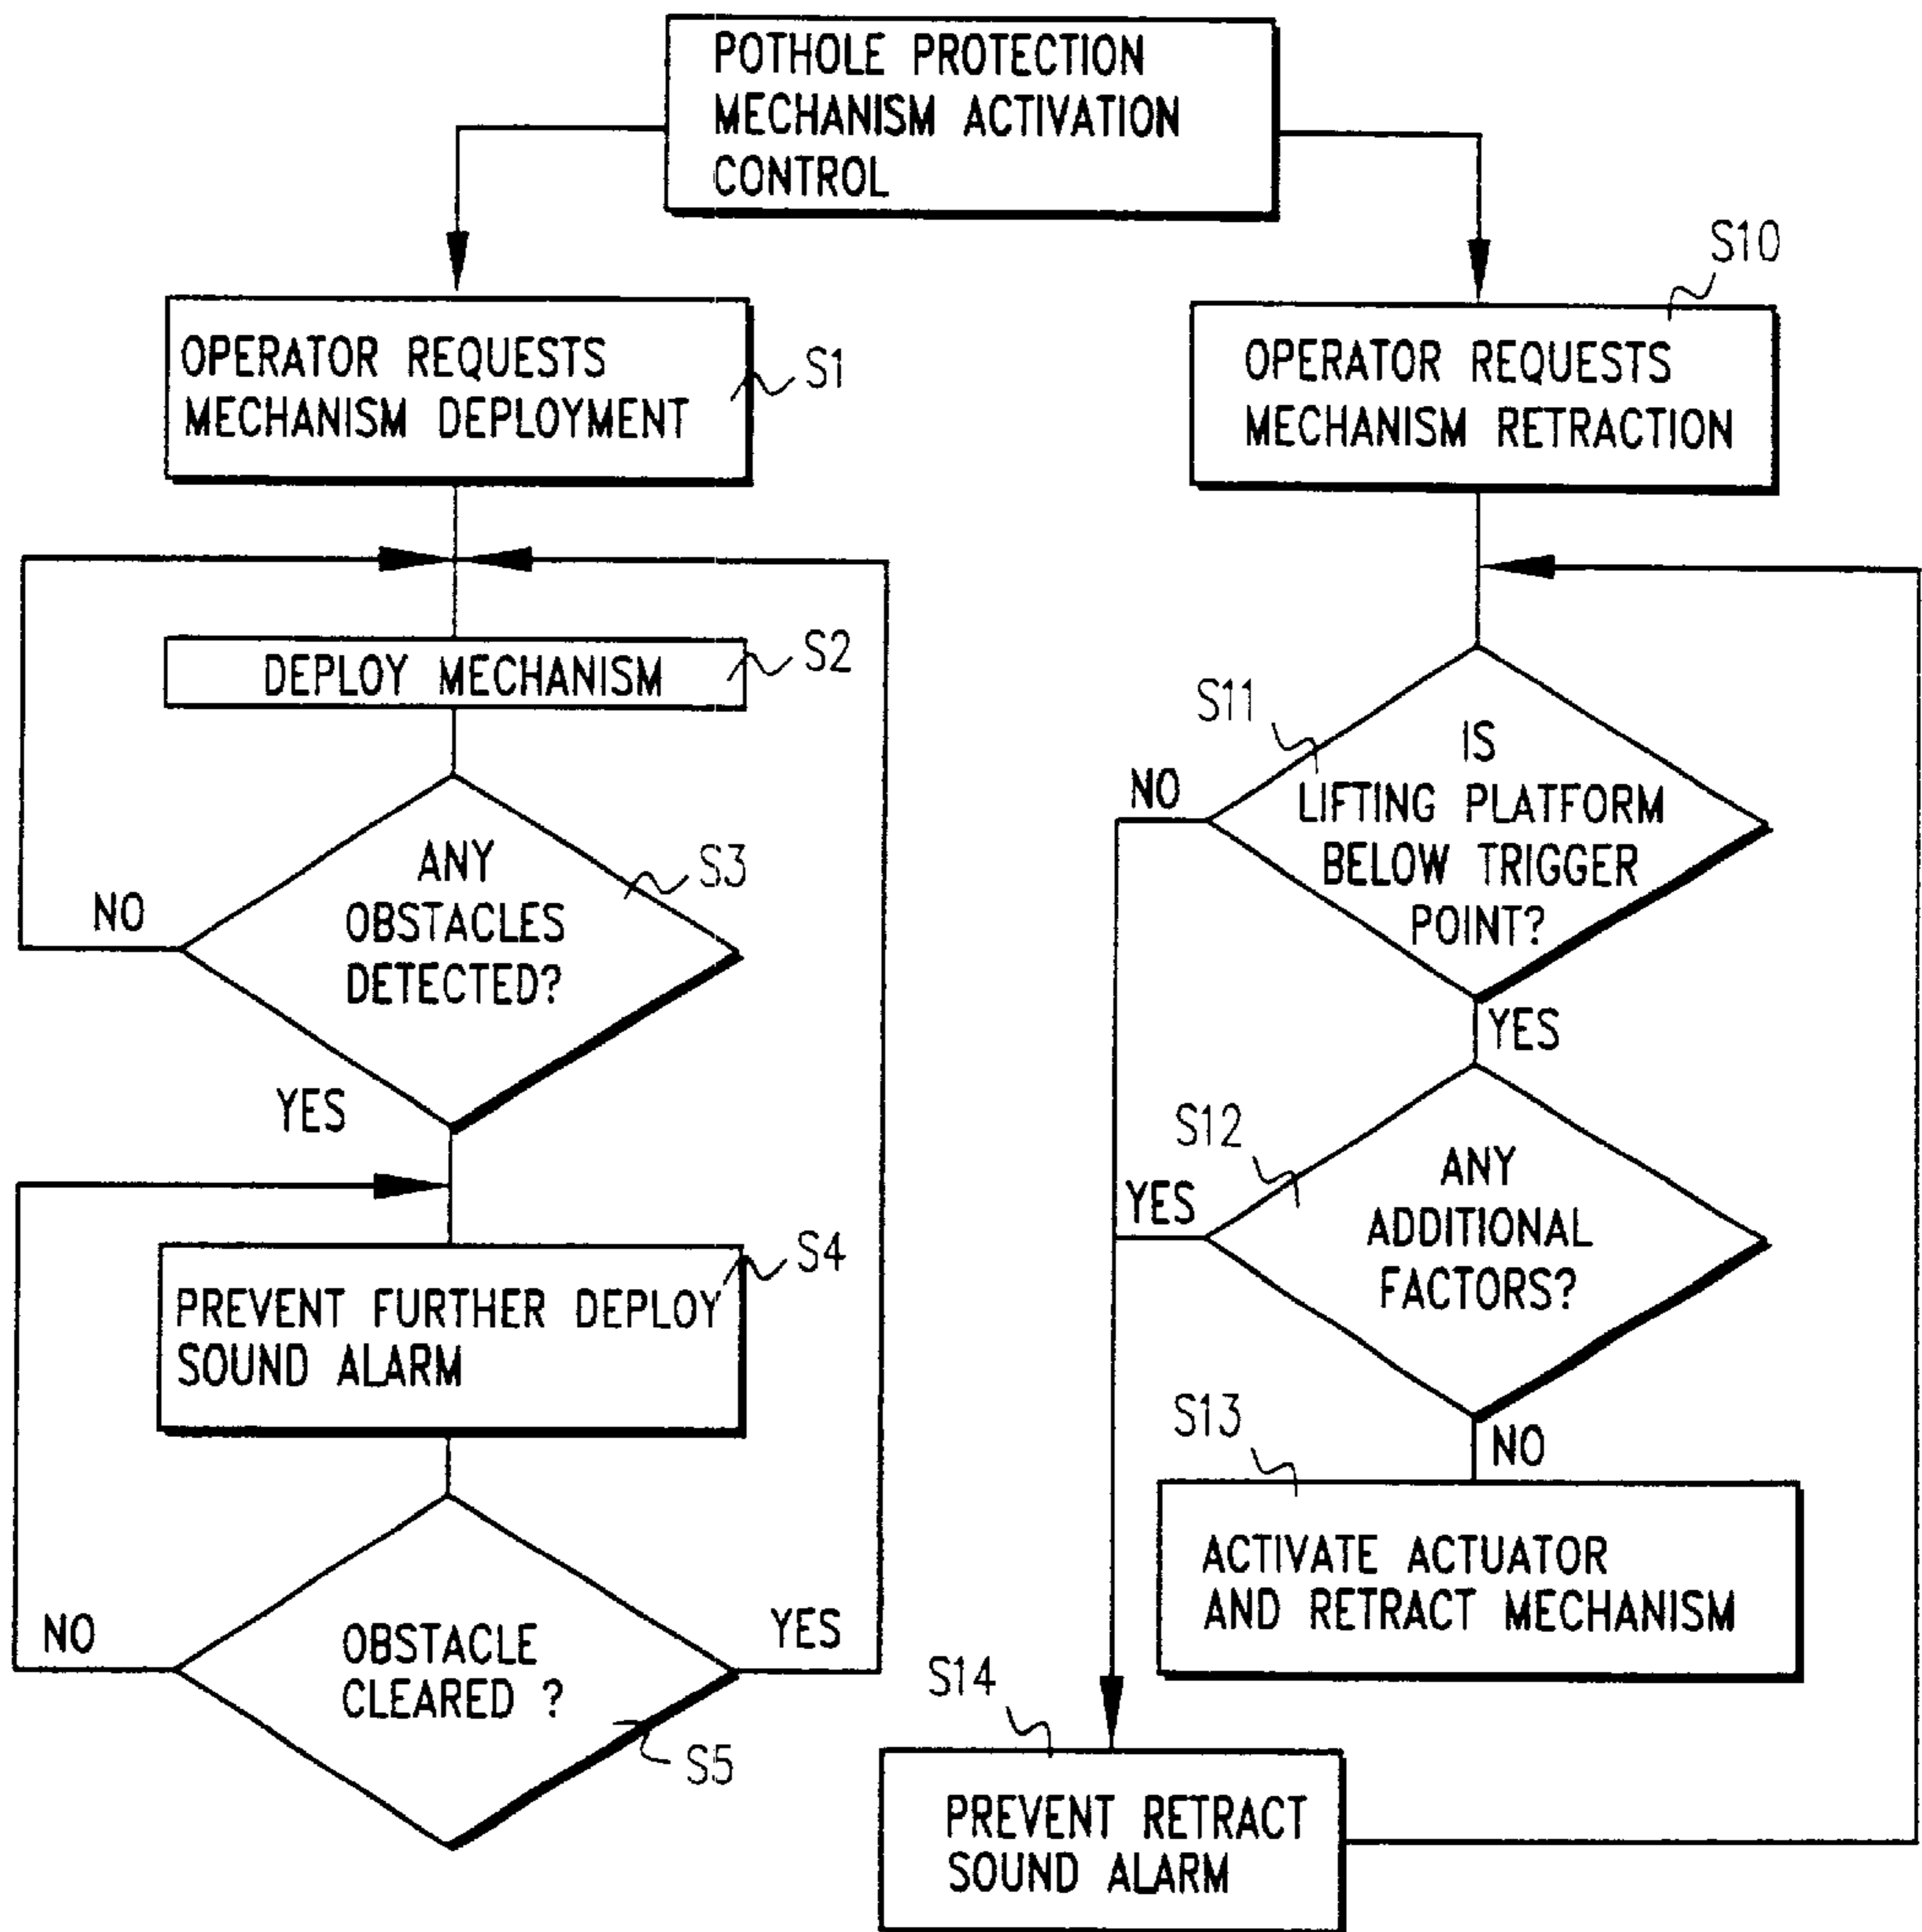 POTHOLE PROTECTION
MECHANISM ACTIVATION
CONTROL
OPERATOR REQUESTS
MECHANISM DEPLOYMENT
S1
DEPLOY MECHANISM
S2
ANY
OBSTACLES
DETECTED?
S3
NO
YES
PREVENT FURTHER DEPLOY
SOUND ALARM
S4
OBSTACLE
CLEARED ?
S5
NO
YES
S10
OPERATOR REQUESTS
MECHANISM RETRACTION
S11
IS
LIFTING PLATFORM
BELOW TRIGGER
POINT?
NO
YES
S12
ANY
ADDITIONAL
FACTORS?
YES
NO
S13
ACTIVATE ACTUATOR
AND RETRACT MECHANISM
S14
PREVENT RETRACT
SOUND ALARM